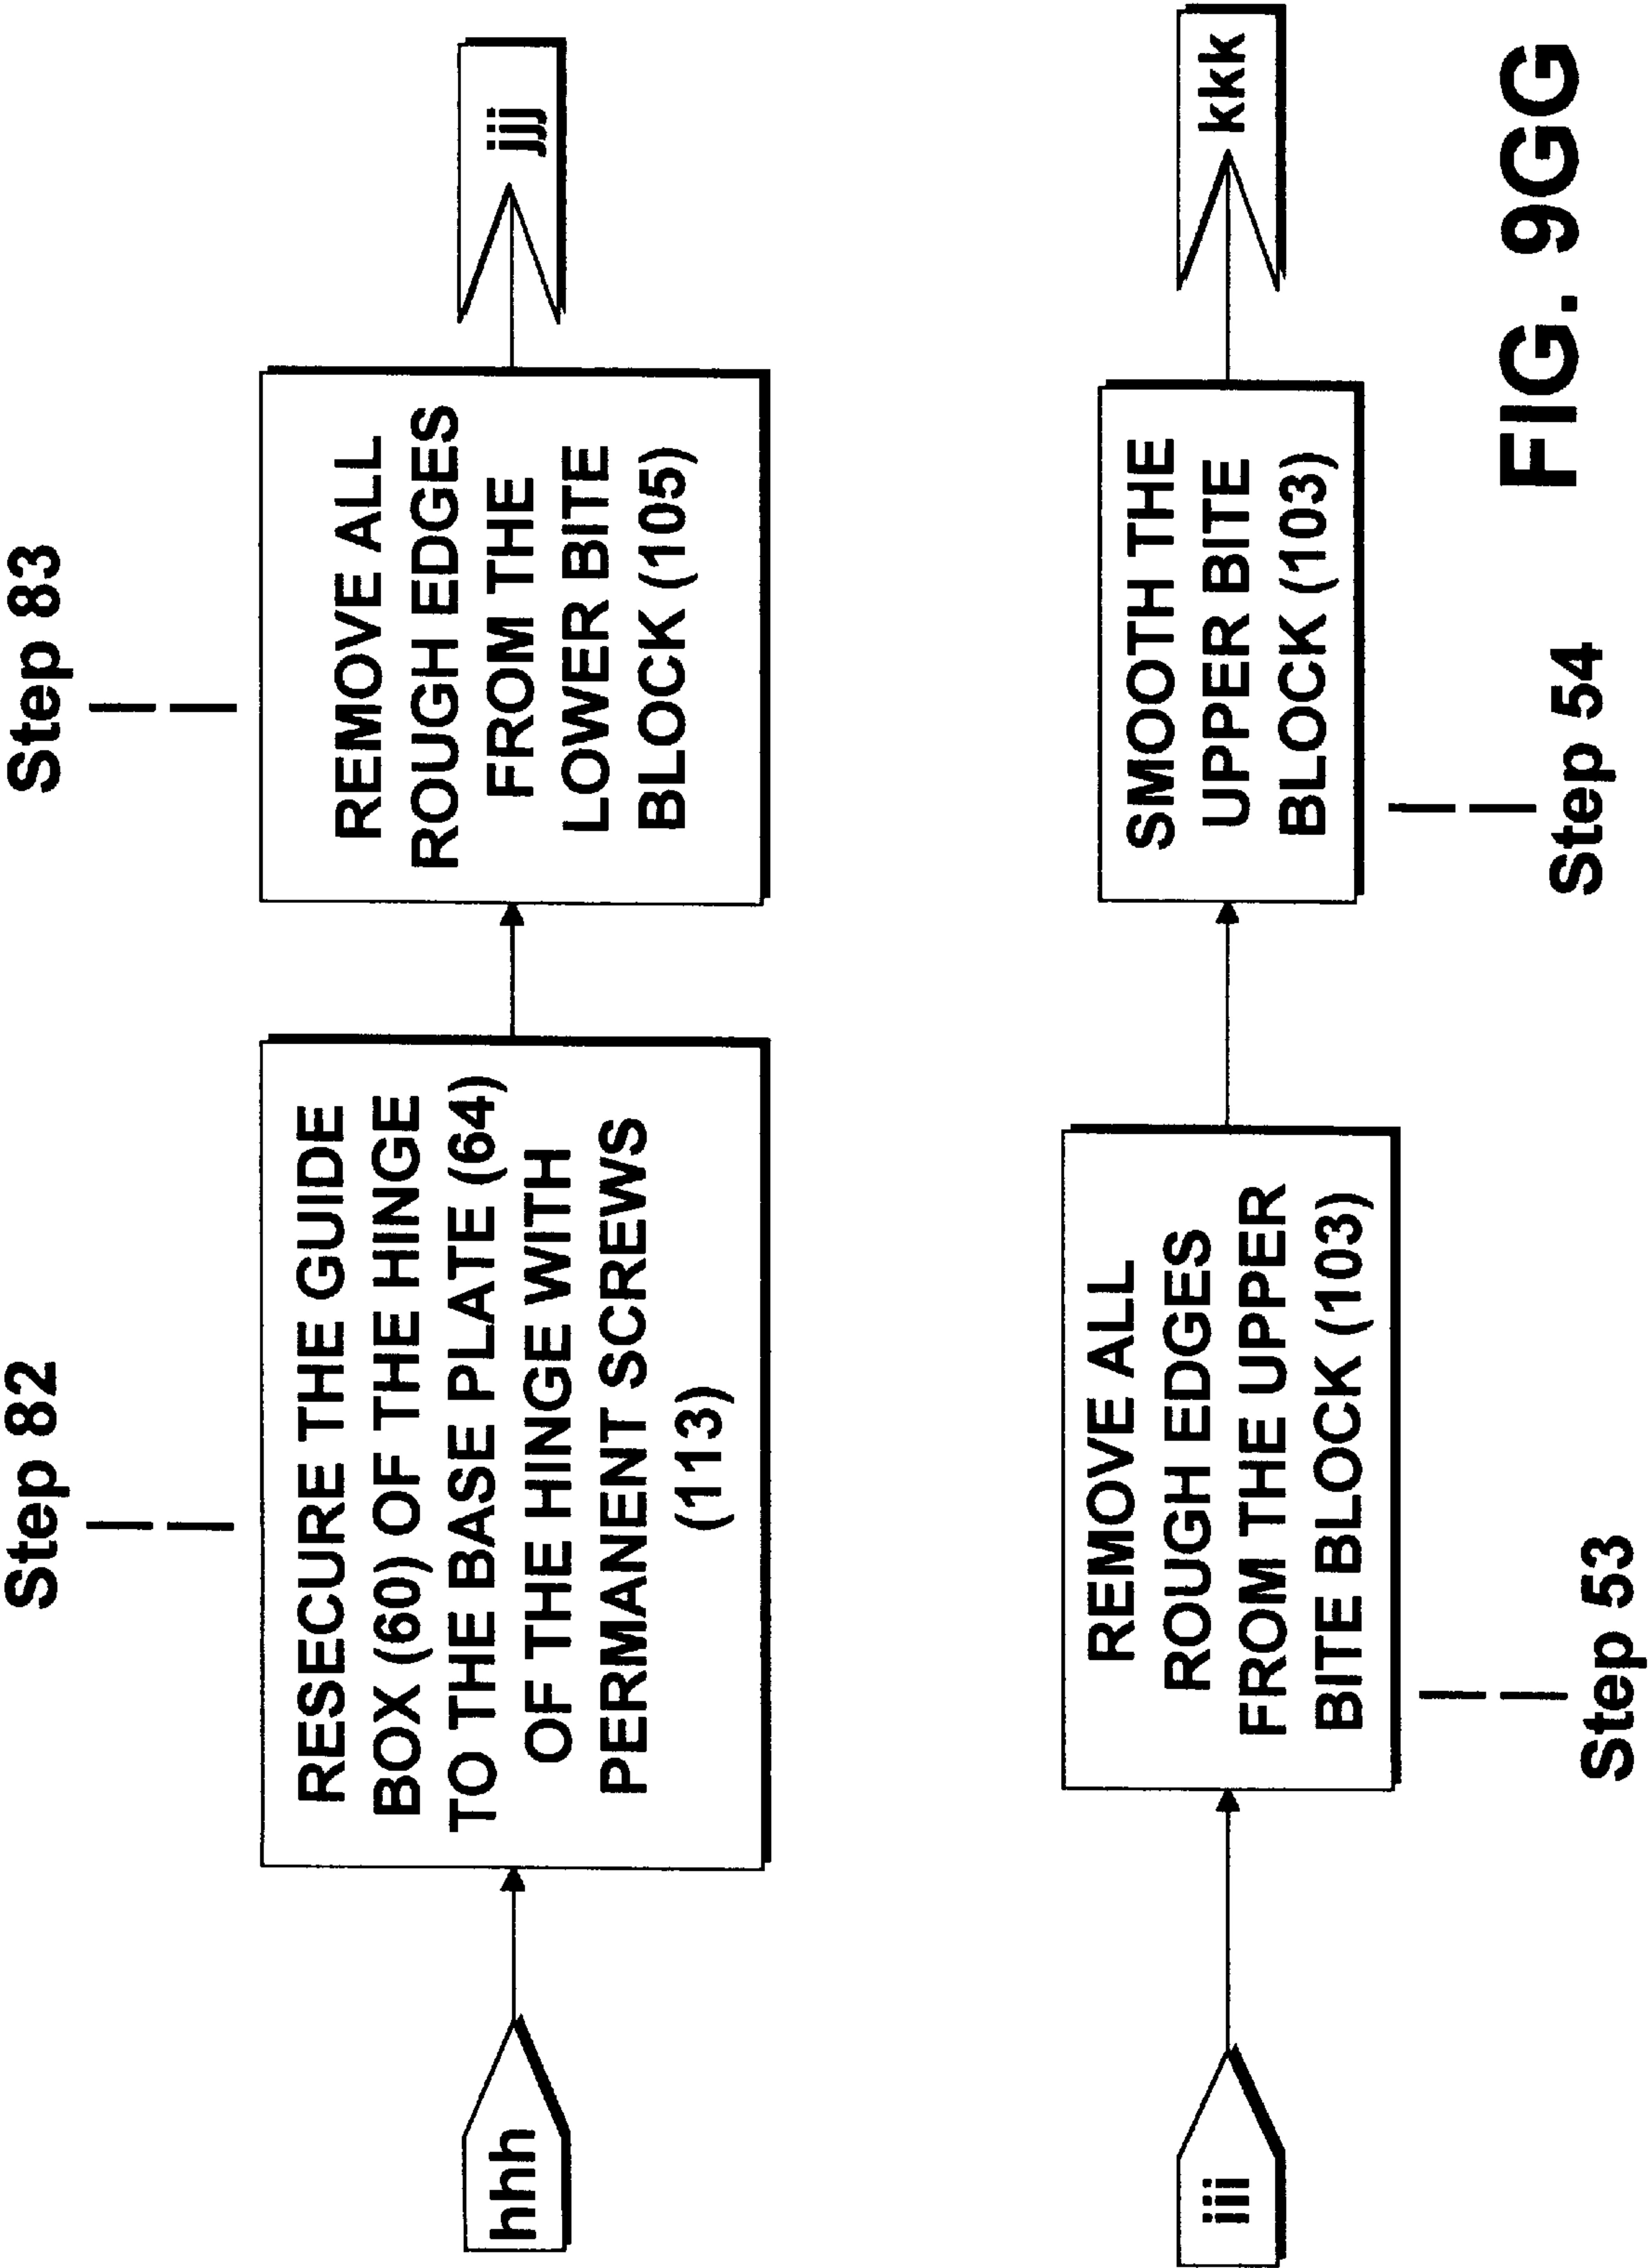 Step 82
Step 83
hhh
RESECURE THE GUIDE
BOX (60) OF THE HINGE
TO THE BASE PLATE (64)
OF THE HINGE WITH
PERMANENT SCREWS
(113)
REMOVE ALL
ROUGH EDGES
FROM THE
LOWER BITE
BLOCK (105)
jjj
iii
REMOVE ALL
ROUGH EDGES
FROM THE UPPER
BITE BLOCK (103)
SMOOTH THE
UPPER BITE
BLOCK (103)
kkk
Step 53
Step 54
FIG. 9GG